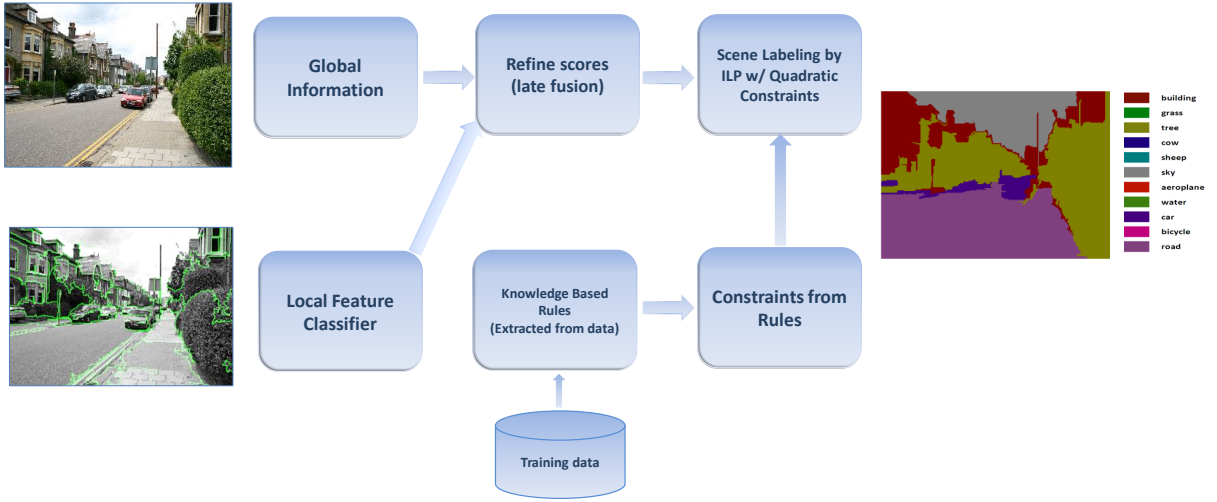 Global
Information
Refine scores
(late fusion)
Scene Labeling by
ILP w/ Quadratic
Constraints
building
grass
tree
cow
sheep
sky
aeroplane
water
car
bicycle
road
Local Feature
Classifier
Knowledge Based
Rules
(Extracted from data)
Constraints from
Rules
Training data